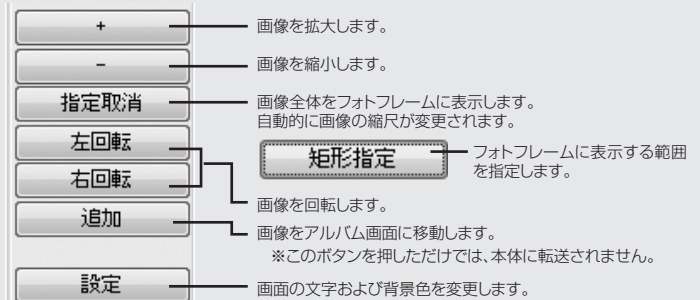 +
画像を拡大します。
-
画像を縮小します。
指定取消
画像全体をフォトフレームに表示します。
自動的に画像の縮尺が変更されます。
左回転
矩形指定
フォトフレームに表示する範囲
を指定します。
右回転
画像を回転します。
追加
画像をアルバム画面に移動します。
※このボタンを押しただけでは、本体に転送されません。
設定
画面の文字および背景色を変更します。